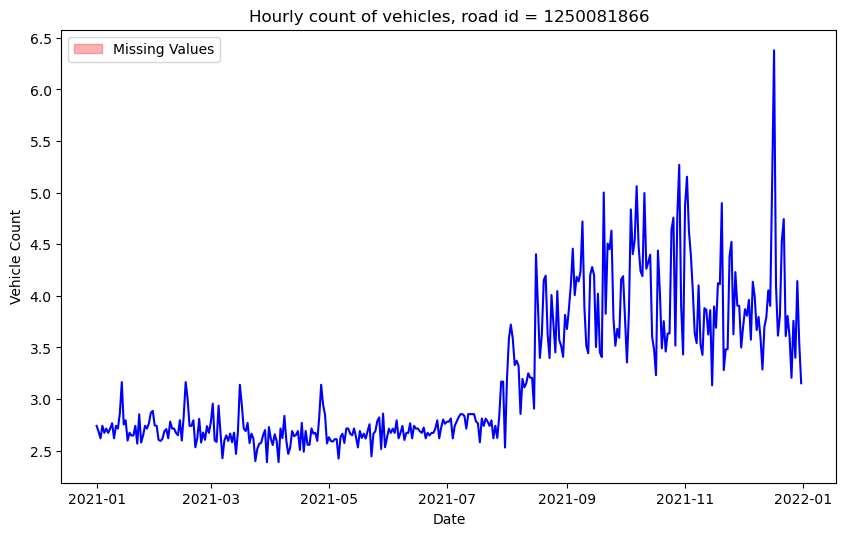 Hourly count of vehicles, road id = 1250081866
Missing Values
Vehicle Count
6.5
6.0
5.5
5.0
4.5
4.0
3.5
3.0
2.5
2021-01 2021-03 2021-05 2021-07 2021-09 2021-11 2022-01
Date